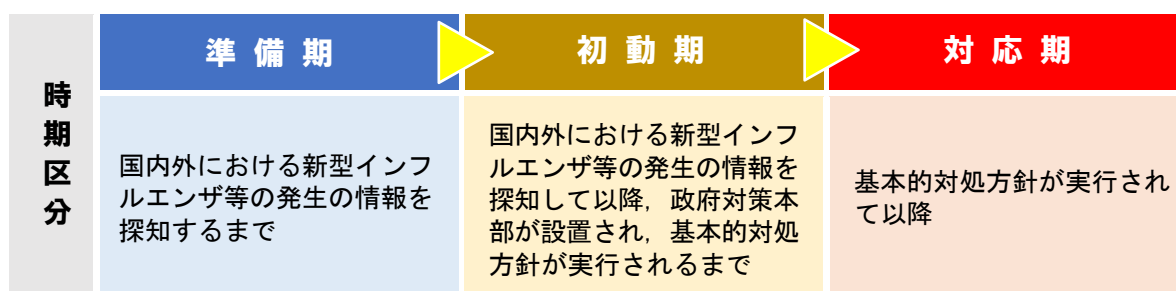 時期区分
準備期
初動期
対応期
国内外における新型インフ
ルエンザ等の発生の情報を
探知するまで
国内外における新型インフ
ルエンザ等の発生の情報を
探知して以降，政府対策本
部が設置され，基本的対処
方針が実行されるまで
基本的対処方針が実行され
て以降